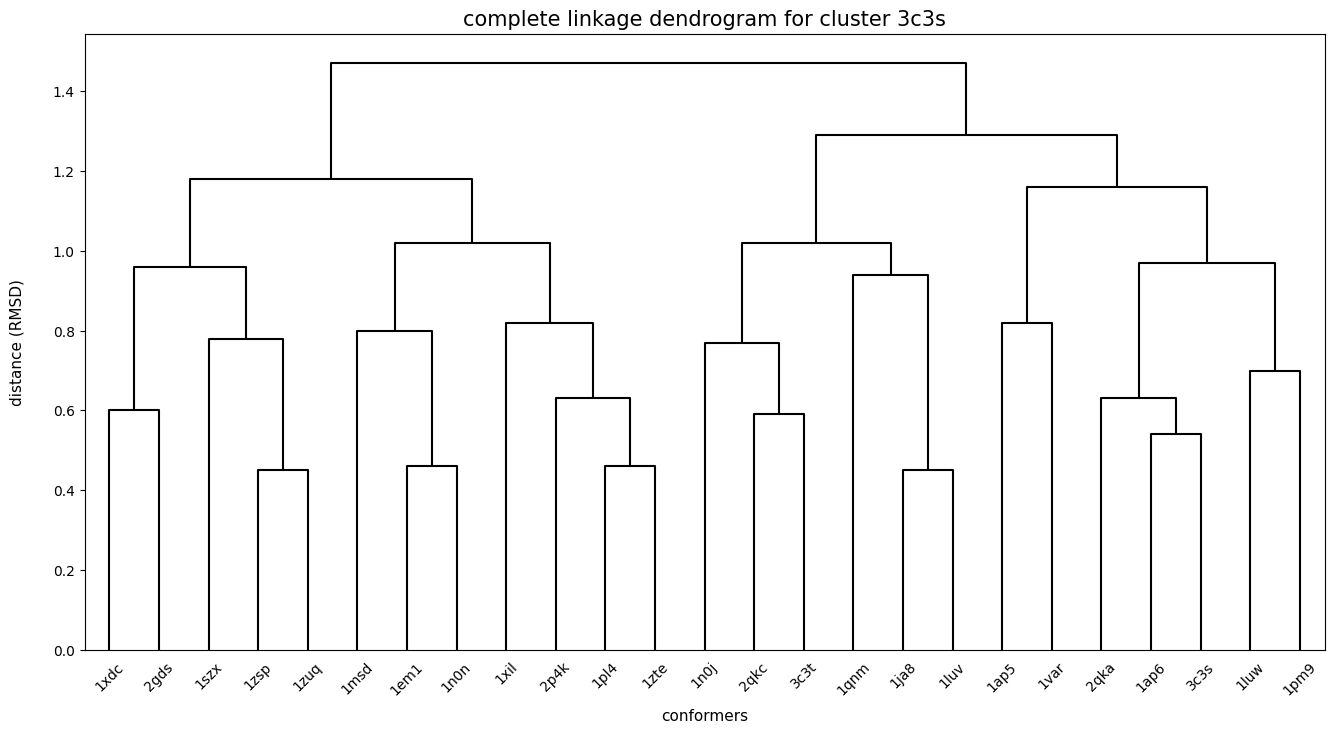 complete linkage dendrogram for cluster 3c3s
distance (RMSD)
1.4
1.2
1.0
0.8
0.6
0.4
0.2
0.0
1xdc 2gds 1szx 1zsp 1zuq 1msd 1em1 1n0n 1xil 2p4k 1pl4 1zte 1n0j 2qkc 3c3t 1qnm 1ja8 1luv 1ap5 1var 2qka 1ap6 3c3s 1luw 1pm9
conformers